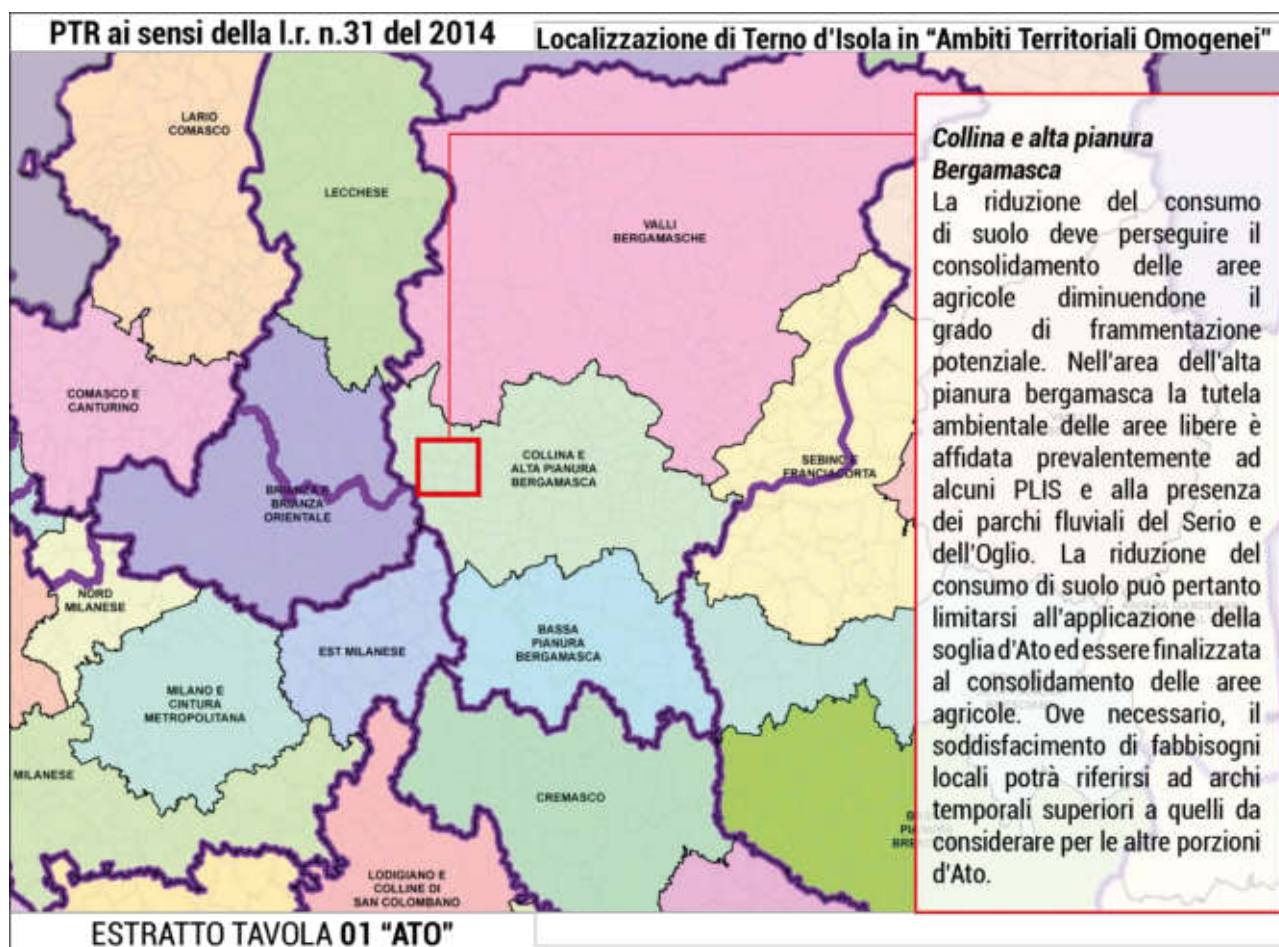 PTR ai sensi della l.r. n.31 del 2014
Localizzazione di Terno d'Isola in "Ambiti Territoriali Omogenei"
LARIO
COMASCO
LECCHESE
VALLI
BERGAMASCHE
COMASCO E
CANTURINO
COLLINA E
ALTA PIANURA
BERGAMASCA
SEBINO E
FRANCIACORTA
BRIANZA E
BRIANZA
ORIENTALE
NORD
MILANESE
EST MILANESE
BASSA
PIANURA
BERGAMASCA
MILANO E
CINTURA
METROPOLITANA
MILANESE
CREMASCO
LODIGIANO E
COLLINE DI
SAN COLOMBANO
Collina e alta pianura
Bergamasca
La riduzione del consumo
di suolo deve perseguire il
consolidamento delle aree
agricole diminuendone il
grado di frammentazione
potenziale. Nell'area dell'alta
pianura bergamasca la tutela
ambientale delle aree libere è
affidata prevalentemente ad
alcuni PLIS e alla presenza
dei parchi fluviali del Serio e
dell'Oglio. La riduzione del
consumo di suolo può pertanto
limitarsi all'applicazione della
soglia d'Ato ed essere finalizzata
al consolidamento delle aree
agricole. Ove necessario, il
soddisfacimento di fabbisogni
locali potrà riferirsi ad archi
temporali superiori a quelli da
considerare per le altre porzioni
d'Ato.
ESTRATTO TAVOLA 01 "ATO"